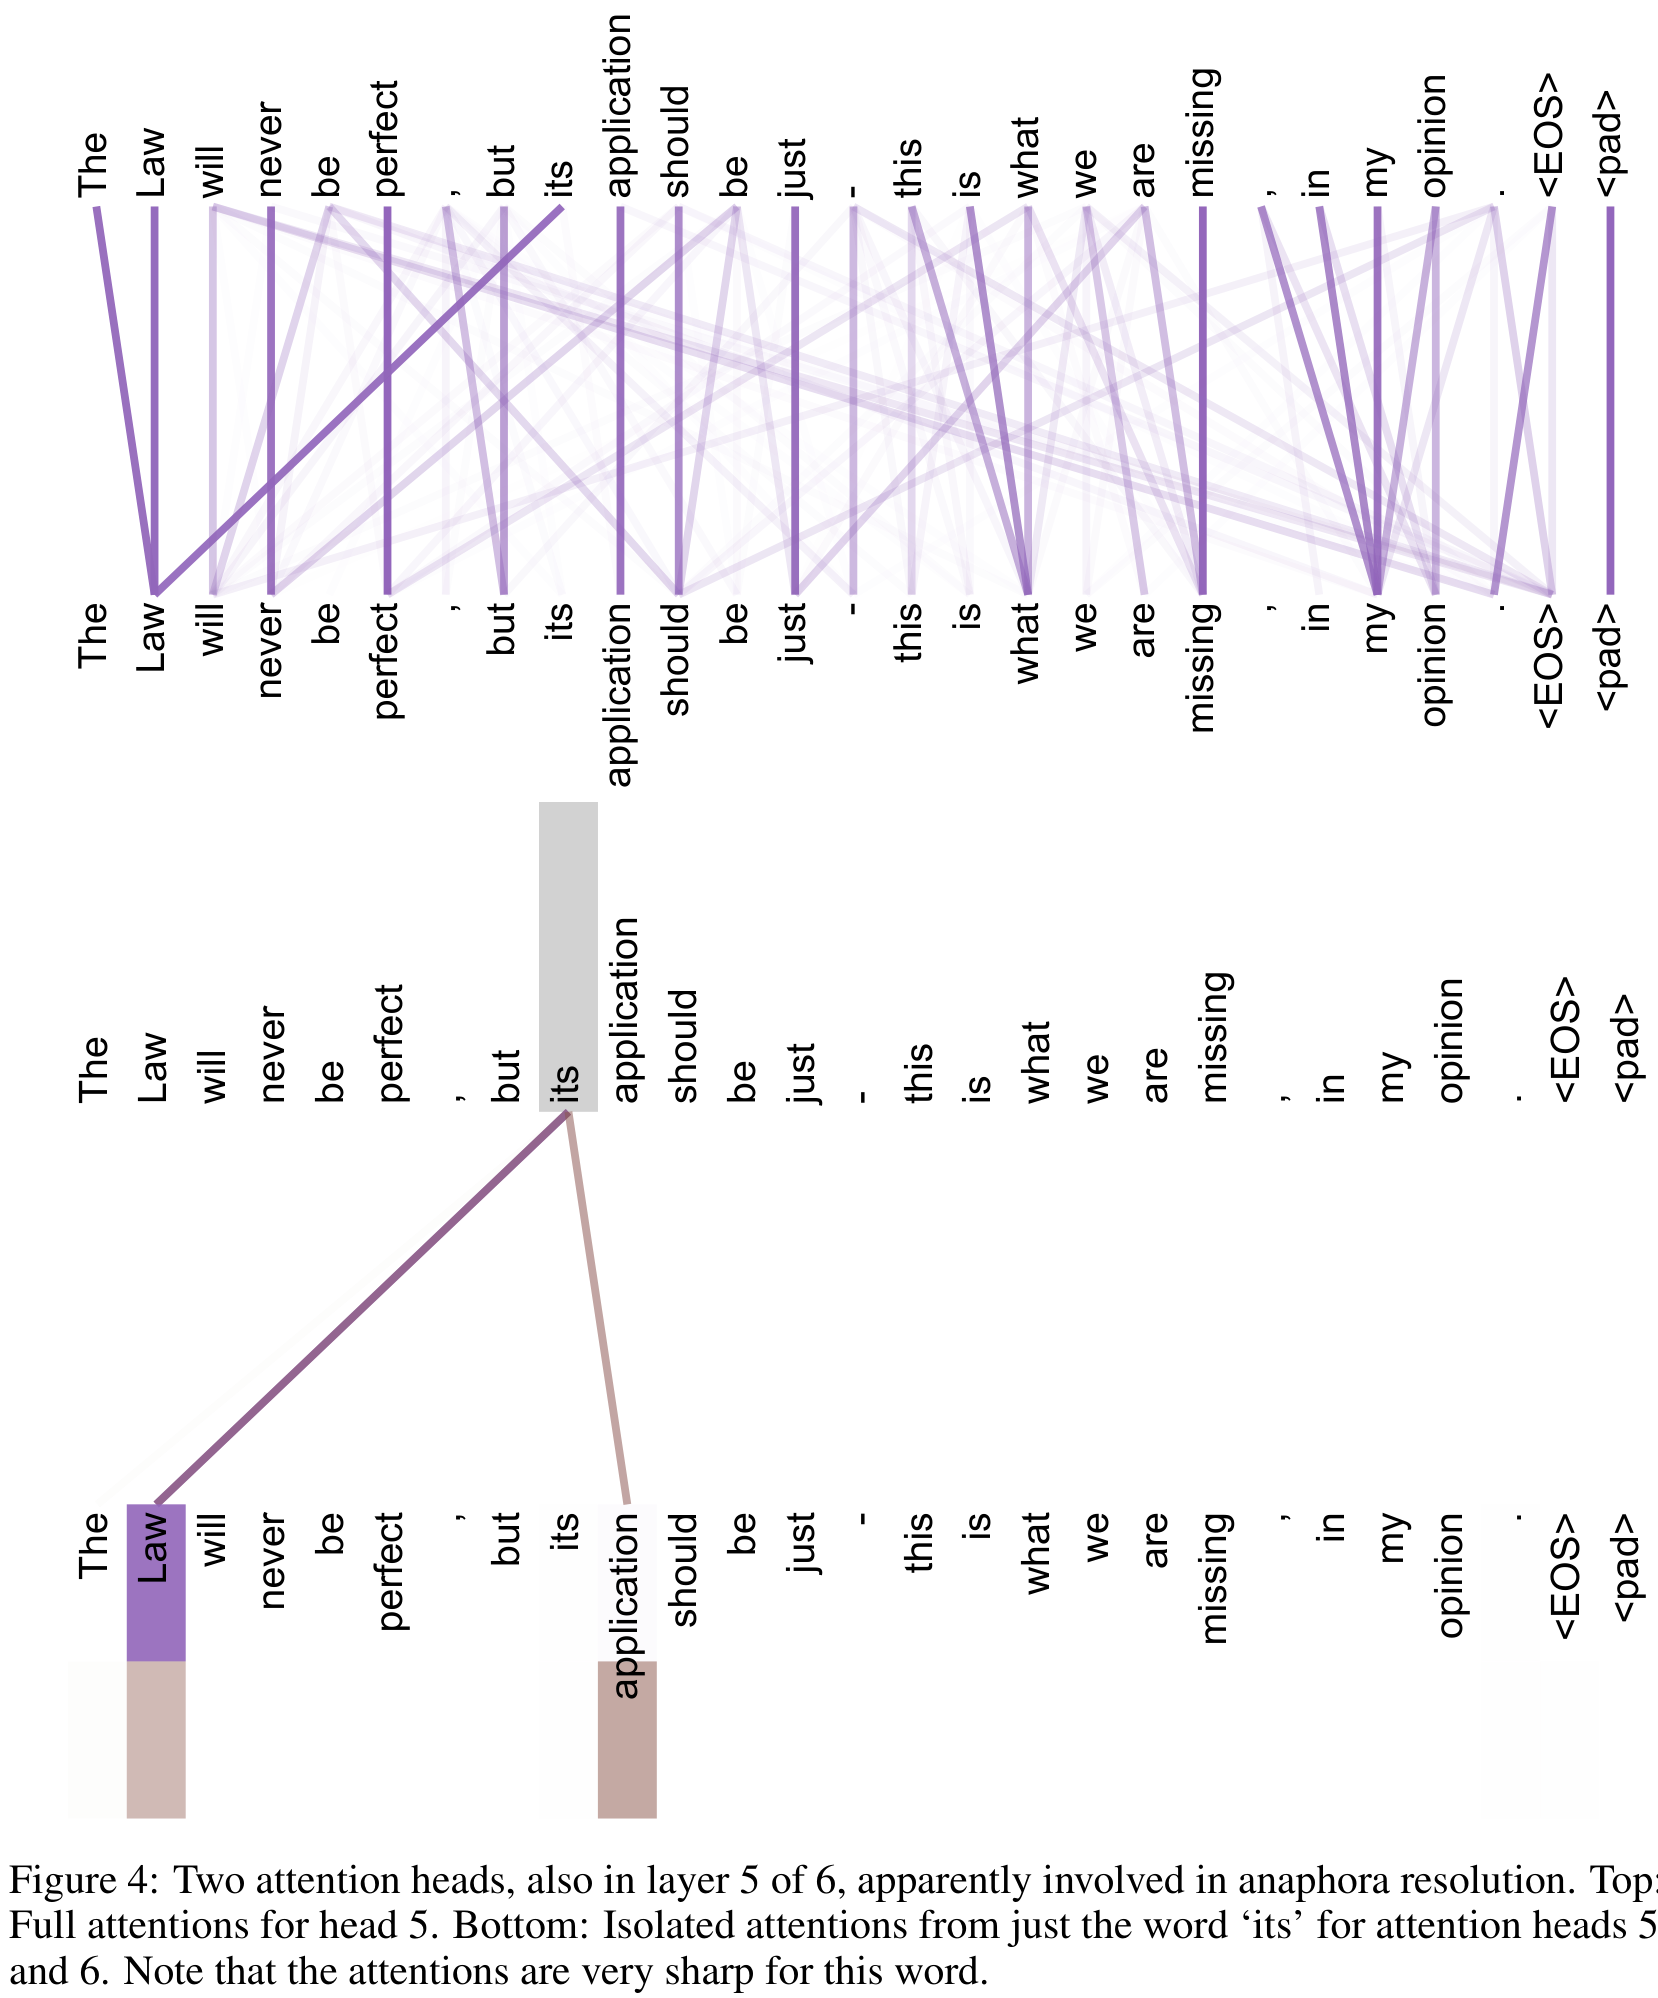 The Law will never be perfect , but its application should be just - this is what we are missing , in my opinion . <EOS> <pad>
The Law will never be perfect , but its application should be just - this is what we are missing , in my opinion . <EOS> <pad>
The Law will never be perfect , but its application should be just - this is what we are missing , in my opinion . <EOS> <pad>
The Law will never be perfect , but its application should be just - this is what we are missing , in my opinion . <EOS> <pad>
Figure 4: Two attention heads, also in layer 5 of 6, apparently involved in anaphora resolution. Top:
Full attentions for head 5. Bottom: Isolated attentions from just the word ‘its’ for attention heads 5
and 6. Note that the attentions are very sharp for this word.